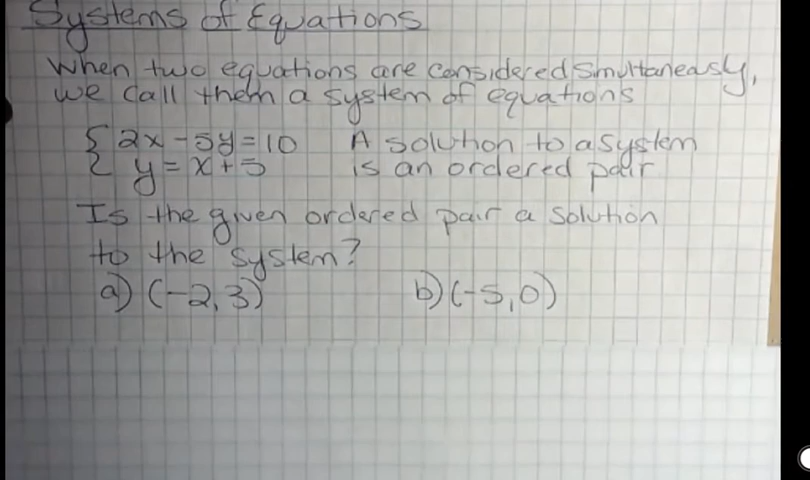 Systems of Equations
When two equations are considered simultaneasly,
we call them a system of equations
{ 2x - 5y = 10 A solution to a system
y = x + 5 is an ordered pair
Is the given ordered pair a solution
to the system?
a) (-2, 3) b) (-5, 0)